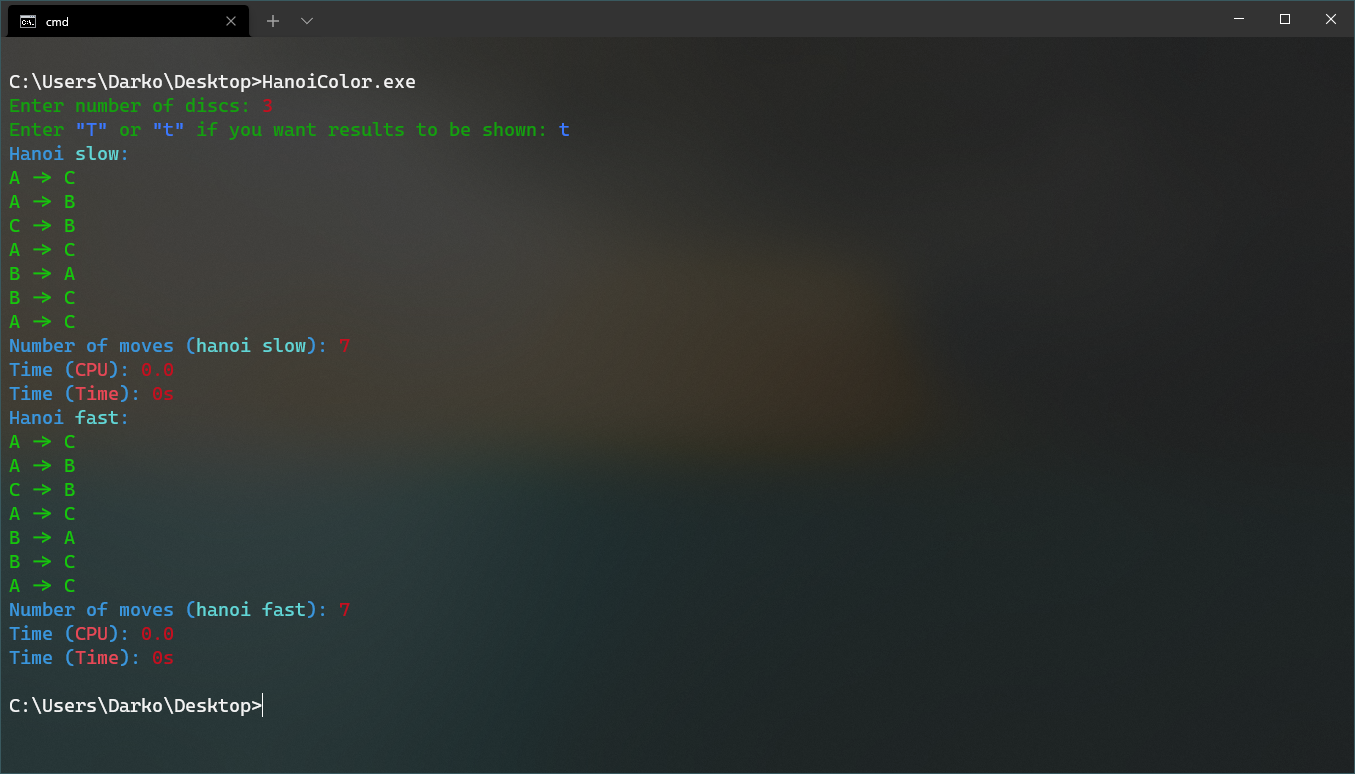 cmd
C:\Users\Darko\Desktop>HanoiColor.exe
Enter number of discs: 3
Enter "T" or "t" if you want results to be shown: t
Hanoi slow:
A → C
A → B
C → B
A → C
B → A
B → C
A → C
Number of moves (hanoi slow): 7
Time (CPU): 0.0
Time (Time): 0s
Hanoi fast:
A → C
A → B
C → B
A → C
B → A
B → C
A → C
Number of moves (hanoi fast): 7
Time (CPU): 0.0
Time (Time): 0s
C:\Users\Darko\Desktop>